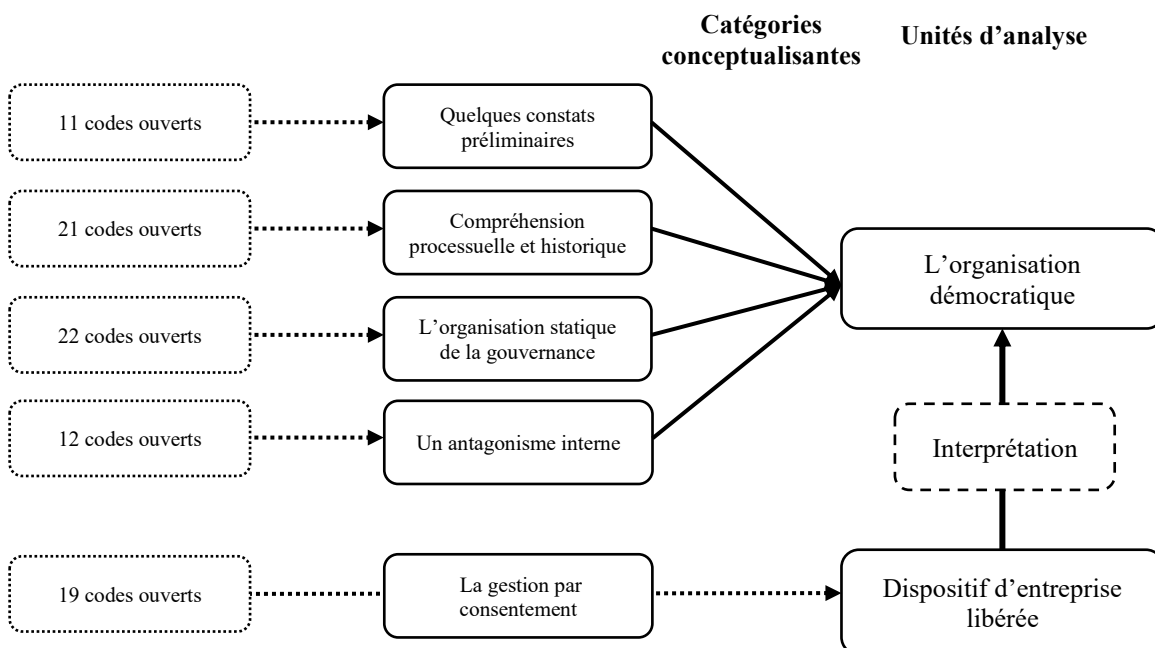 Catégories
conceptualisantes
Unités d’analyse
11 codes ouverts
Quelques constats
préliminaires
21 codes ouverts
Compréhension
processuelle et historique
L’organisation
démocratique
22 codes ouverts
L’organisation statique
de la gouvernance
12 codes ouverts
Un antagonisme interne
Interprétation
19 codes ouverts
La gestion par
consentement
Dispositif d’entreprise
libérée